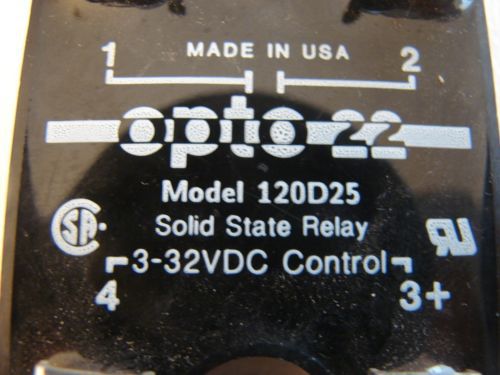 MADE IN USA
1 2
opto 22
Model 120D25
Solid State Relay
3-32VDC Control
4 3+